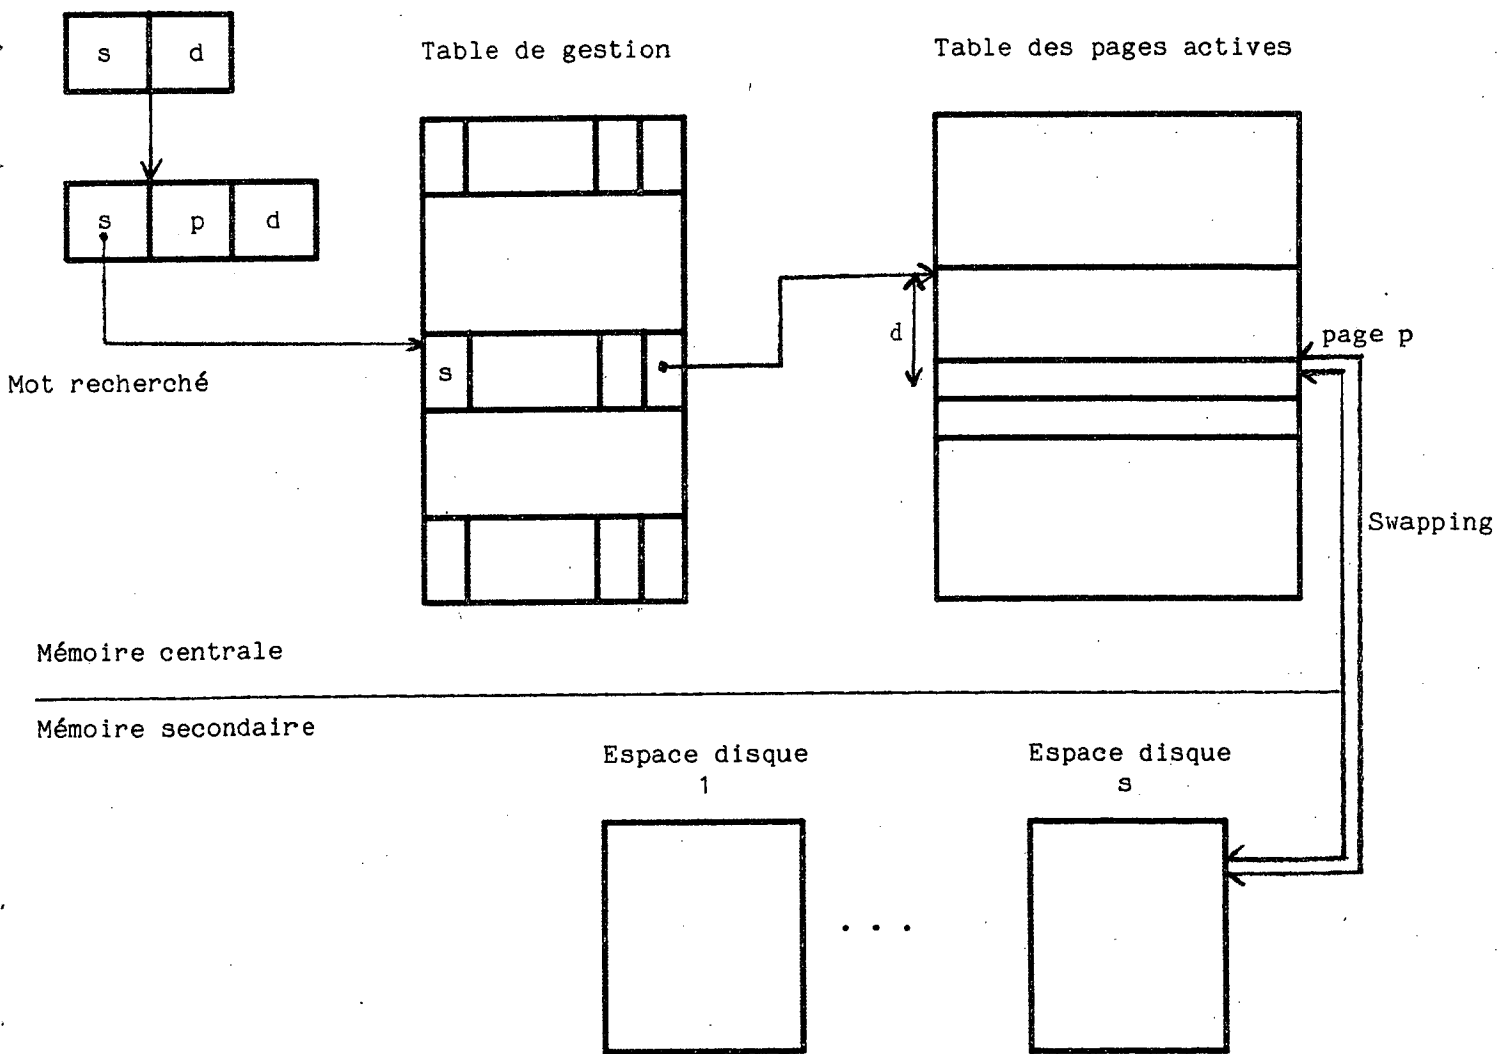 s d
Table de gestion
Table des pages actives
s p d
d
page p
s
Mot recherché
Swapping
Mémoire centrale
Mémoire secondaire
Espace disque
1
Espace disque
s
. . .